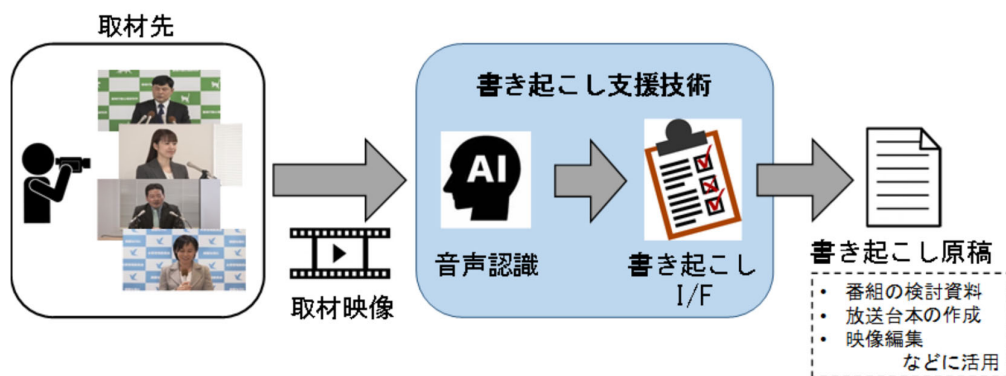 取材先
書き起こし支援技術
AI
音声認識
書き起こし
I/F
取材映像
書き起こし原稿
• 番組の検討資料
• 放送台本の作成
• 映像編集
などに活用